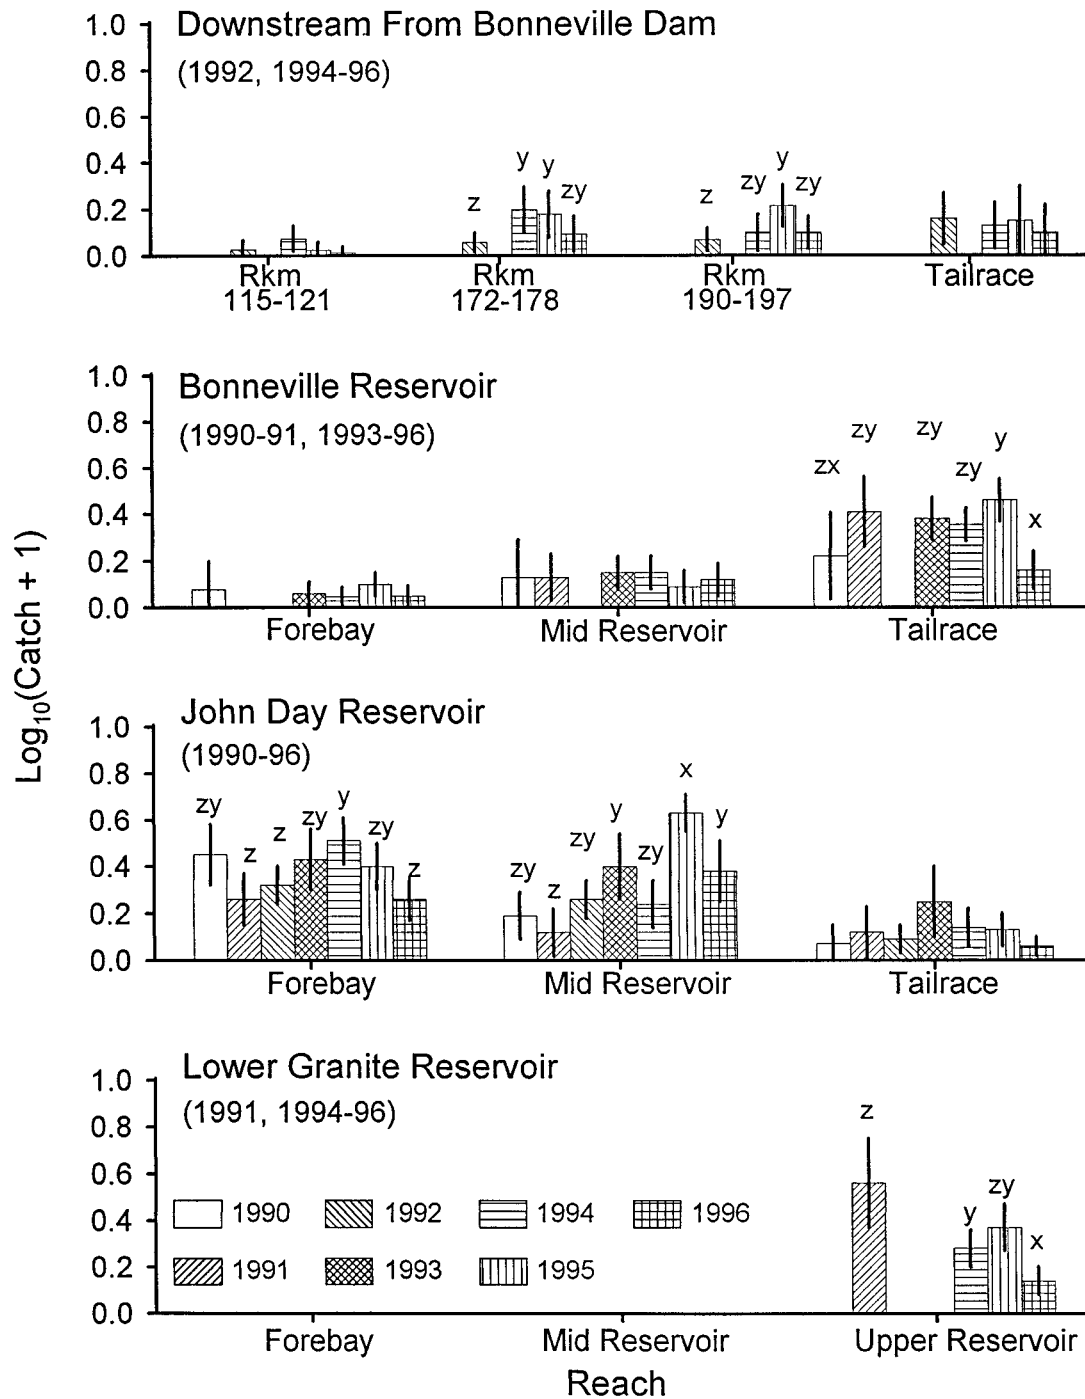 Downstream From Bonneville Dam
(1992, 1994-96)
1.0
0.8
0.6
0.4
0.2
0.0
z y y zy
z zy y zy
Rkm
115-121
Rkm
172-178
Rkm
190-197
Tailrace
Bonneville Reservoir
(1990-91, 1993-96)
1.0
0.8
0.6
0.4
0.2
0.0
zx zy zy zy y x
Forebay Mid Reservoir Tailrace
Log10(Catch + 1)
John Day Reservoir
(1990-96)
1.0
0.8
0.6
0.4
0.2
0.0
zy z z zy y zy z
zy z zy y zy x y
Forebay Mid Reservoir Tailrace
Lower Granite Reservoir
(1991, 1994-96)
1.0
0.8
0.6
0.4
0.2
0.0
z y zy x
1990 1992 1994 1996
1991 1993 1995
Forebay Mid Reservoir Upper Reservoir
Reach